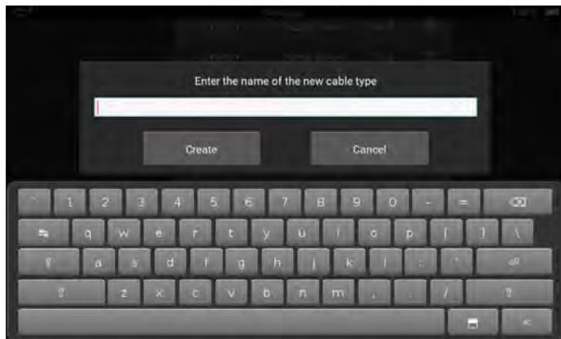 Enter the name of the new cable type
Create Cancel
` 1 2 3 4 5 6 7 8 9 0 - =
q w e r t y u i o p [ ] \
a s d f g h j k l ; '
z x c v b n m , . /